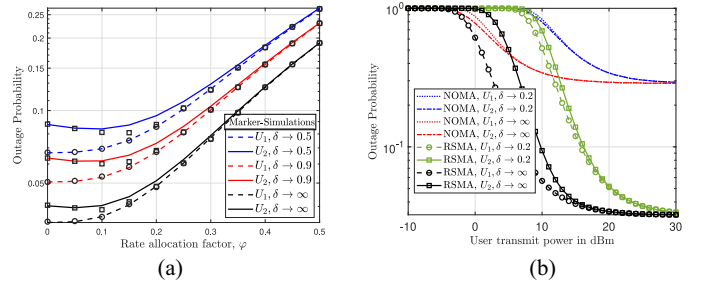 0.25
0.2
0.15
0.1
0.05
Outage Probability
0 0.1 0.2 0.3 0.4 0.5
Rate allocation factor, φ
Marker-Simulations
U₁, δ → 0.5
U₂, δ → 0.5
U₁, δ → 0.9
U₂, δ → 0.9
U₁, δ → ∞
U₂, δ → ∞
(a)
10⁰
10⁻¹
Outage Probability
-10 0 10 20 30
User transmit power in dBm
NOMA, U₁, δ → 0.2
NOMA, U₂, δ → 0.2
NOMA, U₁, δ → ∞
NOMA, U₂, δ → ∞
RSMA, U₁, δ → 0.2
RSMA, U₂, δ → 0.2
RSMA, U₁, δ → ∞
RSMA, U₂, δ → ∞
(b)